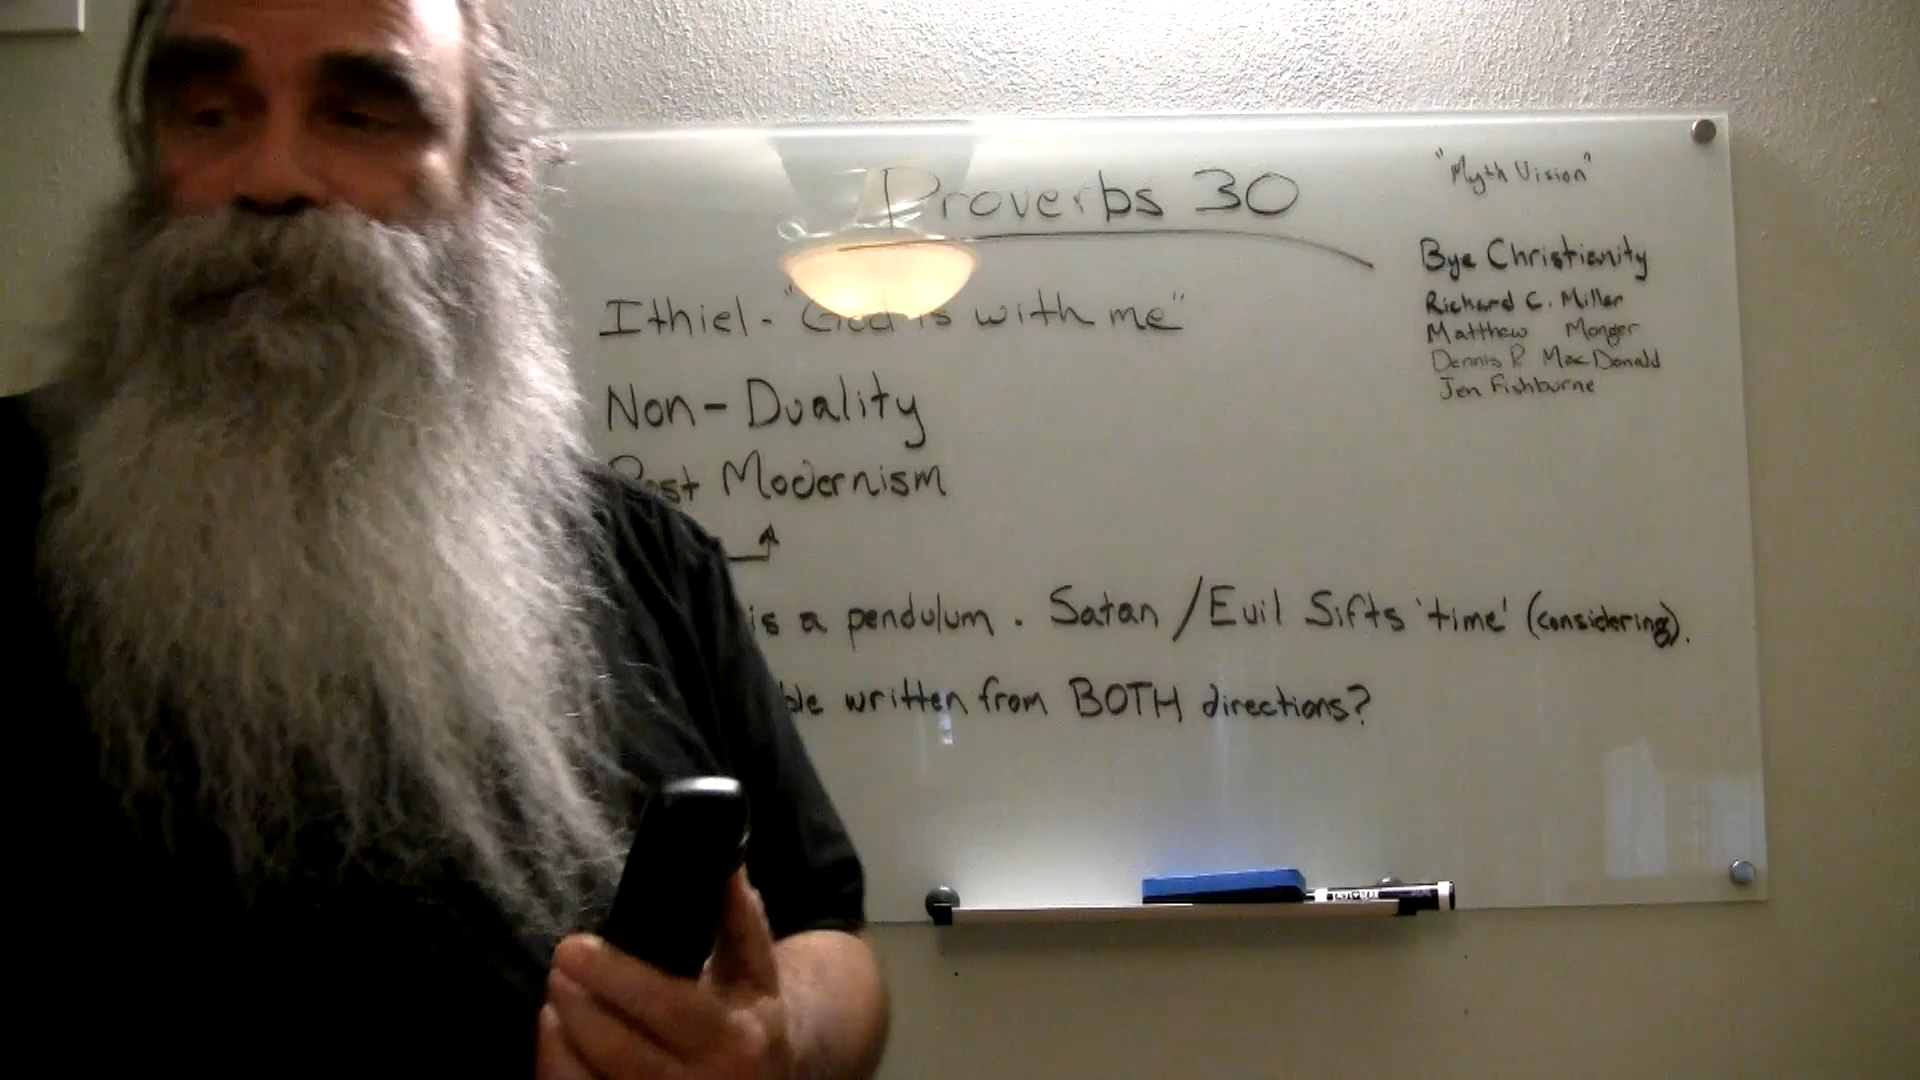 Proverbs 30
Ithiel - "God is with me"
Non-Duality
Post Modernism
is a pendulum. Satan/Evil Sifts 'time' (considering).
ble written from BOTH directions?
"Myth Vision"
Bye Christianity
Richard C. Miller
Matthew Monger
Dennis R MacDonald
Jen Fishburne